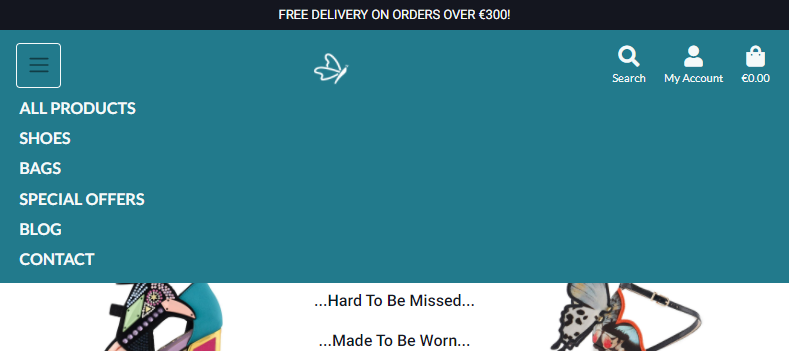 FREE DELIVERY ON ORDERS OVER €300!
Search
My Account
€0.00
ALL PRODUCTS
SHOES
BAGS
SPECIAL OFFERS
BLOG
CONTACT
...Hard To Be Missed...
...Made To Be Worn...